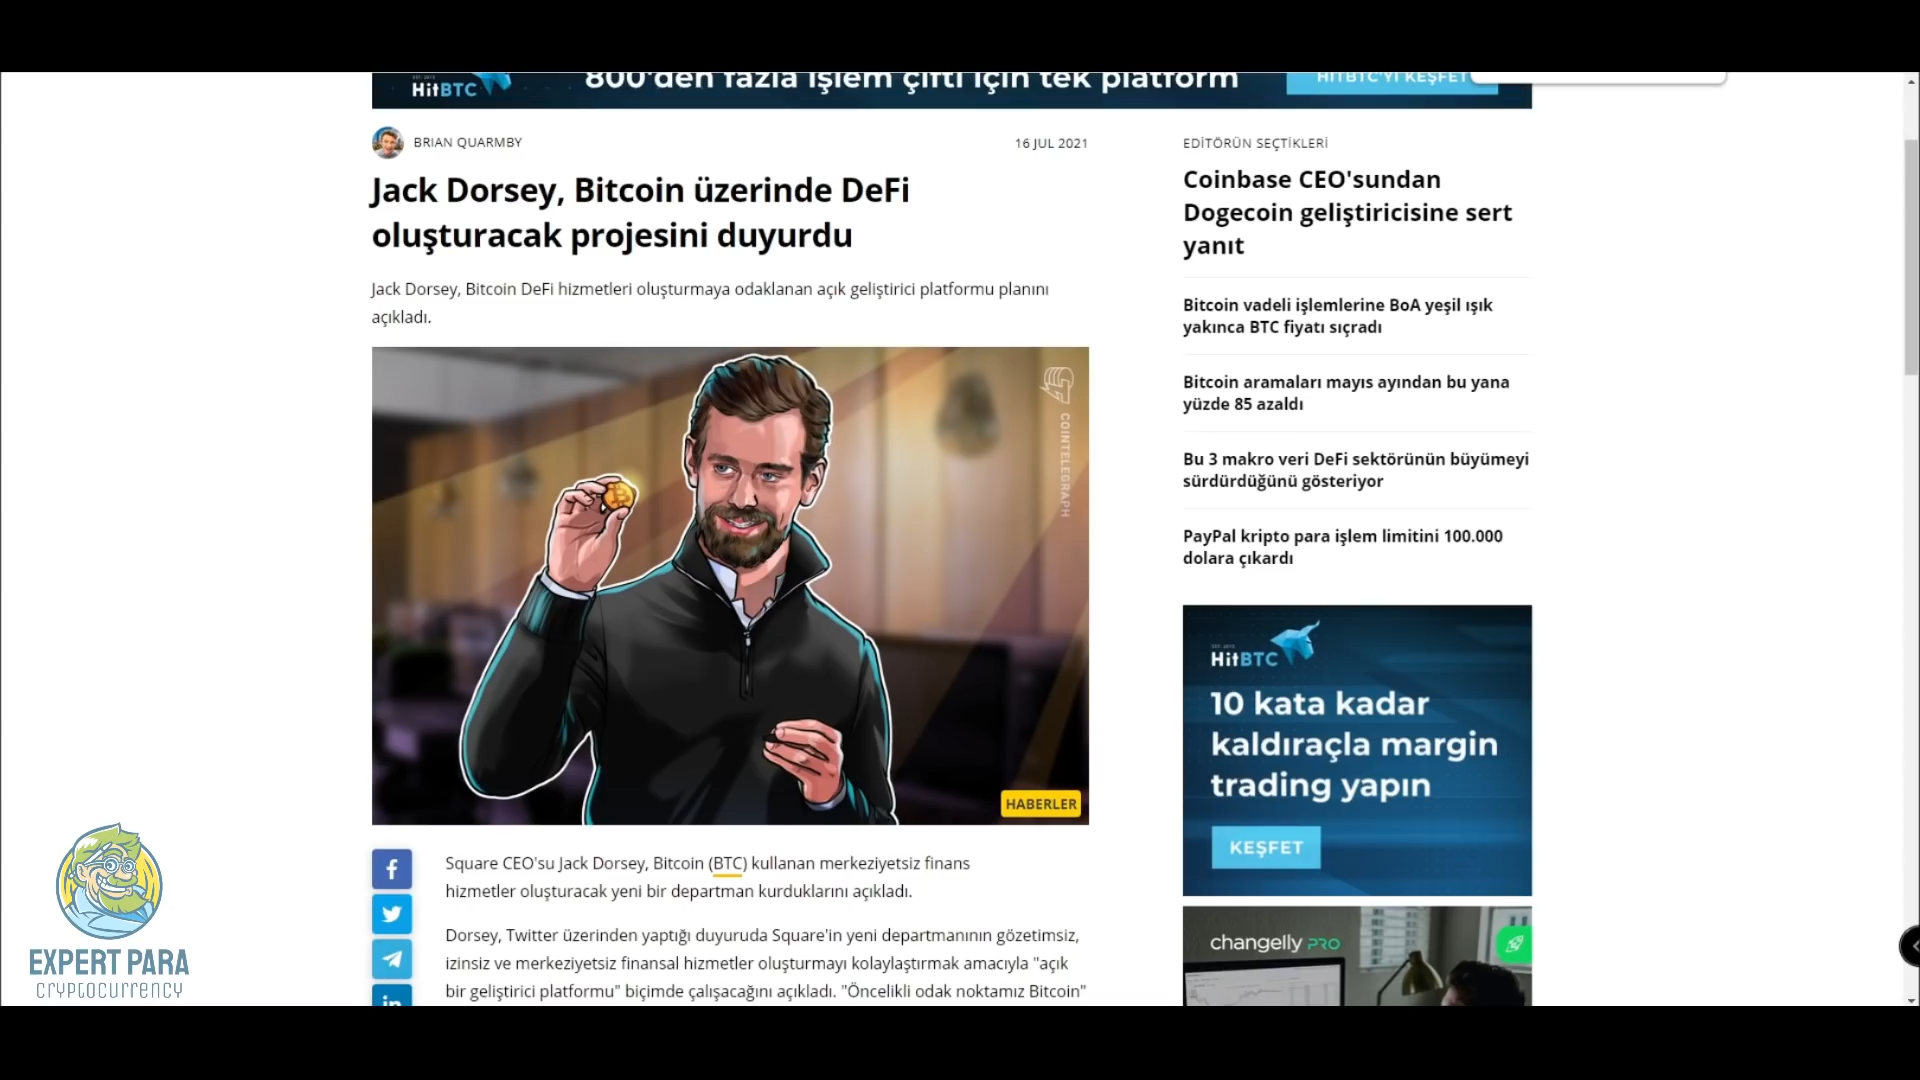 EST. 2013
HitBTC
800'den fazla işlem çifti için tek platform
HITBTC'Yİ KEŞFET
BRIAN QUARMBY
16 JUL 2021
Jack Dorsey, Bitcoin üzerinde DeFi
oluşturacak projesini duyurdu
Jack Dorsey, Bitcoin DeFi hizmetleri oluşturmaya odaklanan açık geliştirici platformu planını
açıkladı.
COINTELEGRAPH
HABERLER
Square CEO'su Jack Dorsey, Bitcoin (BTC) kullanan merkeziyetsiz finans
hizmetler oluşturacak yeni bir departman kurduklarını açıkladı.
Dorsey, Twitter üzerinden yaptığı duyuruda Square'in yeni departmanının gözetimsiz,
izinsiz ve merkeziyetsiz finansal hizmetler oluşturmayı kolaylaştırmak amacıyla "açık
bir geliştirici platformu" biçimde çalışacağını açıkladı. "Öncelikli odak noktamız Bitcoin"
EDİTÖRÜN SEÇTİKLERİ
Coinbase CEO'sundan
Dogecoin geliştiricisine sert
yanıt
Bitcoin vadeli işlemlerine BoA yeşil ışık
yakınca BTC fiyatı sıçradı
Bitcoin aramaları mayıs ayından bu yana
yüzde 85 azaldı
Bu 3 makro veri DeFi sektörünün büyümeyi
sürdürdüğünü gösteriyor
PayPal kripto para işlem limitini 100.000
dolara çıkardı
EST. 2013
HitBTC
10 kata kadar
kaldıraçla margin
trading yapın
KEŞFET
changelly PRO
EXPERT PARA
CRYPTOCURRENCY